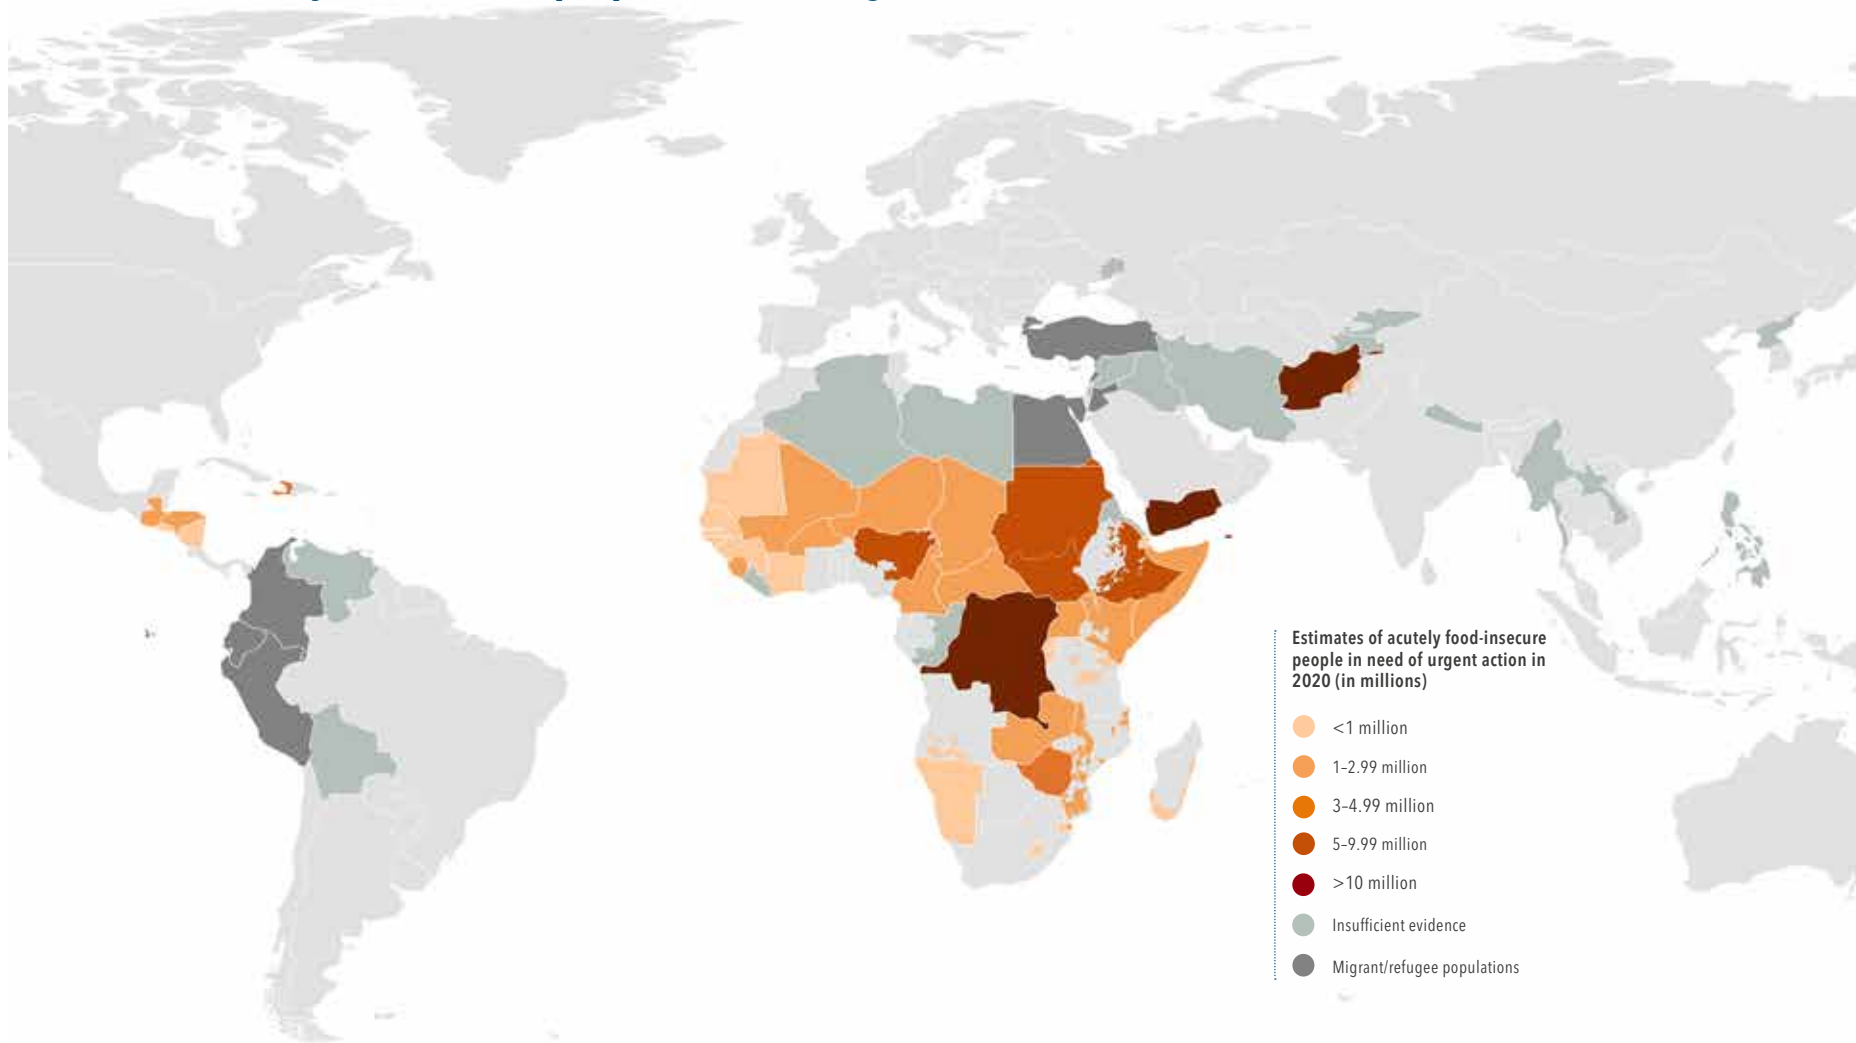 Estimates of acutely food-insecure
people in need of urgent action in
2020 (in millions)
<1 million
1–2.99 million
3–4.99 million
5–9.99 million
>10 million
Insufficient evidence
Migrant/refugee populations